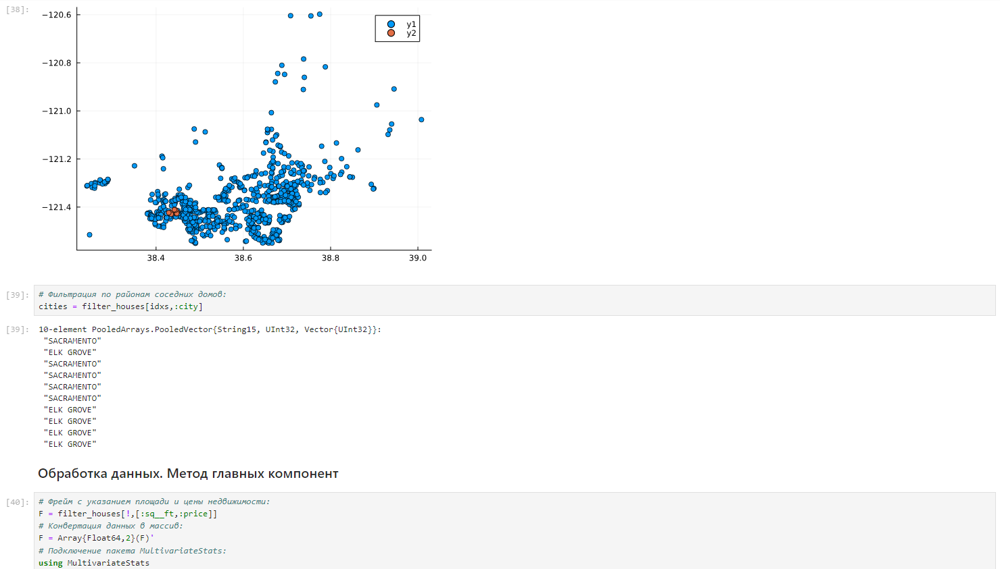 [38]:
−120.6
−120.8
−121.0
−121.2
−121.4
y1
y2
38.4 38.6 38.8 39.0
[39]: # Фильтрация по районам соседних домов:
cities = filter_houses[idxs,:city]
[39]: 10-element PooledArrays.PooledVector{String15, UInt32, Vector{UInt32}}:
"SACRAMENTO"
"ELK GROVE"
"SACRAMENTO"
"SACRAMENTO"
"SACRAMENTO"
"SACRAMENTO"
"ELK GROVE"
"ELK GROVE"
"ELK GROVE"
"ELK GROVE"
Обработка данных. Метод главных компонент
[40]: # Фрейм с указанием площади и цены недвижимости:
F = filter_houses[!,[:sq__ft,:price]]
# Конвертация данных в массив:
F = Array{Float64,2}(F)'
# Подключение пакета MultivariateStats:
using MultivariateStats